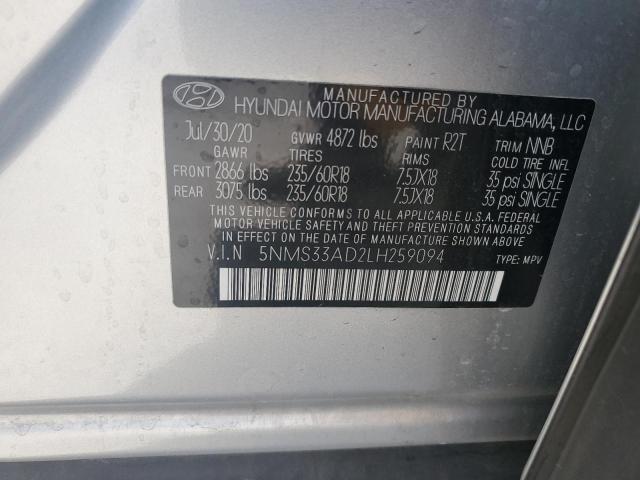 MANUFACTURED BY
HYUNDAI MOTOR MANUFACTURING ALABAMA, LLC
Jul/30/20 GVWR 4872 lbs PAINT R2T TRIM NNB
GAWR TIRES RIMS COLD TIRE INFL
FRONT 2866 lbs 235/60R18 7.5JX18 35 psi SINGLE
REAR 3075 lbs 235/60R18 7.5JX18 35 psi SINGLE
THIS VEHICLE CONFORMS TO ALL APPLICABLE U.S.A. FEDERAL
MOTOR VEHICLE SAFETY AND THEFT PREVENTION STANDARDS
IN EFFECT ON THE DATE OF MANUFACTURE SHOWN ABOVE.
V.I.N 5NMS33AD2LH259094 TYPE: MPV